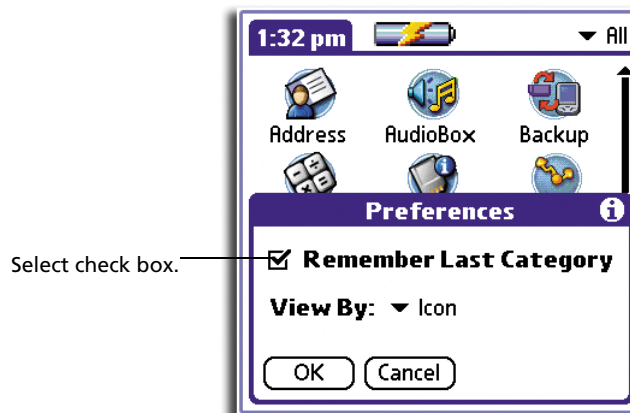 1:32 pm All
Address AudioBox Backup
Preferences i
Select check box.
Remember Last Category
View By: Icon
OK Cancel